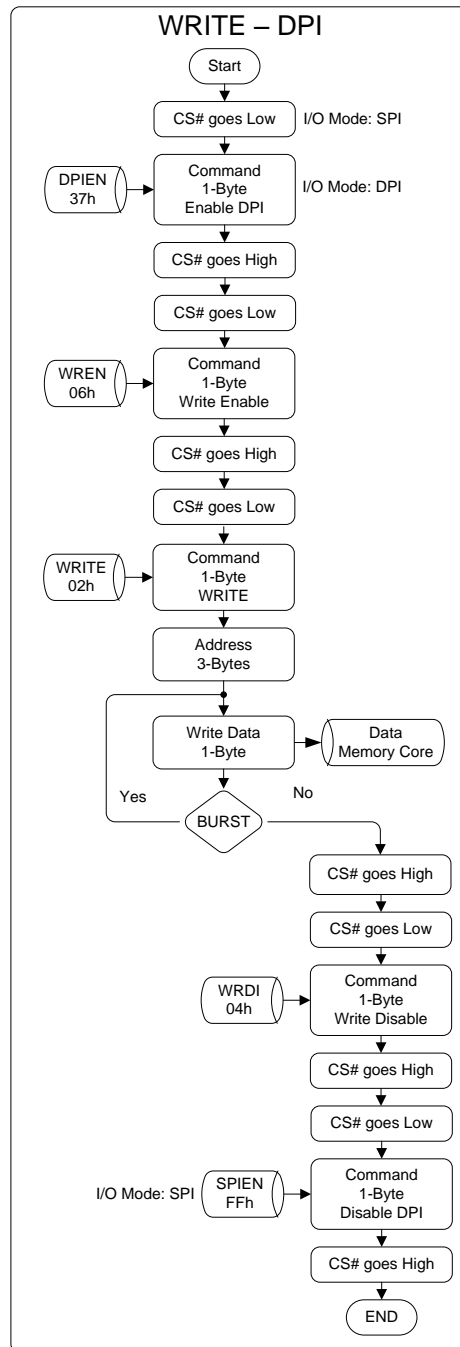 WRITE – DPI
Start
CS# goes Low
I/O Mode: SPI
DPIEN
37h
Command
1-Byte
Enable DPI
I/O Mode: DPI
CS# goes High
CS# goes Low
WREN
06h
Command
1-Byte
Write Enable
CS# goes High
CS# goes Low
WRITE
02h
Command
1-Byte
WRITE
Address
3-Bytes
Write Data
1-Byte
Data
Memory Core
Yes
No
BURST
CS# goes High
CS# goes Low
WRDI
04h
Command
1-Byte
Write Disable
CS# goes High
CS# goes Low
I/O Mode: SPI
SPIEN
FFh
Command
1-Byte
Disable DPI
CS# goes High
END